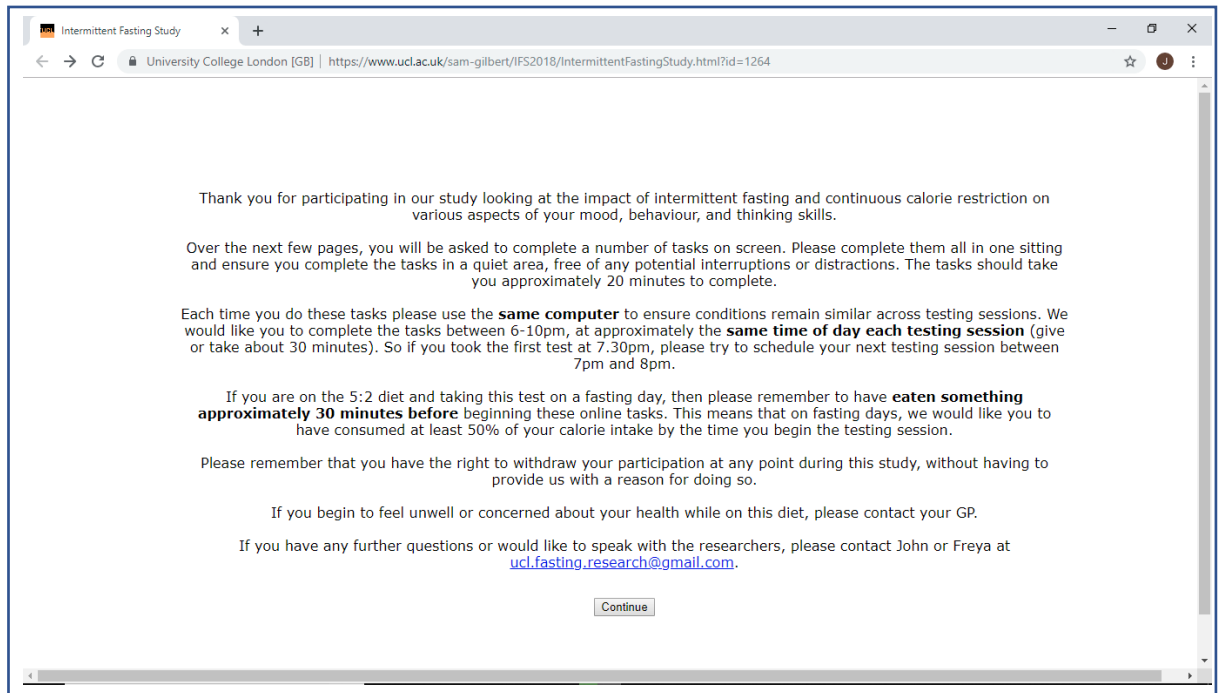 UCL
Intermittent Fasting Study
University College London [GB] | https://www.ucl.ac.uk/sam-gilbert/IFS2018/IntermittentFastingStudy.html?id=1264
J
Thank you for participating in our study looking at the impact of intermittent fasting and continuous calorie restriction on
various aspects of your mood, behaviour, and thinking skills.
Over the next few pages, you will be asked to complete a number of tasks on screen. Please complete them all in one sitting
and ensure you complete the tasks in a quiet area, free of any potential interruptions or distractions. The tasks should take
you approximately 20 minutes to complete.
Each time you do these tasks please use the same computer to ensure conditions remain similar across testing sessions. We
would like you to complete the tasks between 6-10pm, at approximately the same time of day each testing session (give
or take about 30 minutes). So if you took the first test at 7.30pm, please try to schedule your next testing session between
7pm and 8pm.
If you are on the 5:2 diet and taking this test on a fasting day, then please remember to have eaten something
approximately 30 minutes before beginning these online tasks. This means that on fasting days, we would like you to
have consumed at least 50% of your calorie intake by the time you begin the testing session.
Please remember that you have the right to withdraw your participation at any point during this study, without having to
provide us with a reason for doing so.
If you begin to feel unwell or concerned about your health while on this diet, please contact your GP.
If you have any further questions or would like to speak with the researchers, please contact John or Freya at
ucl.fasting.research@gmail.com.
Continue